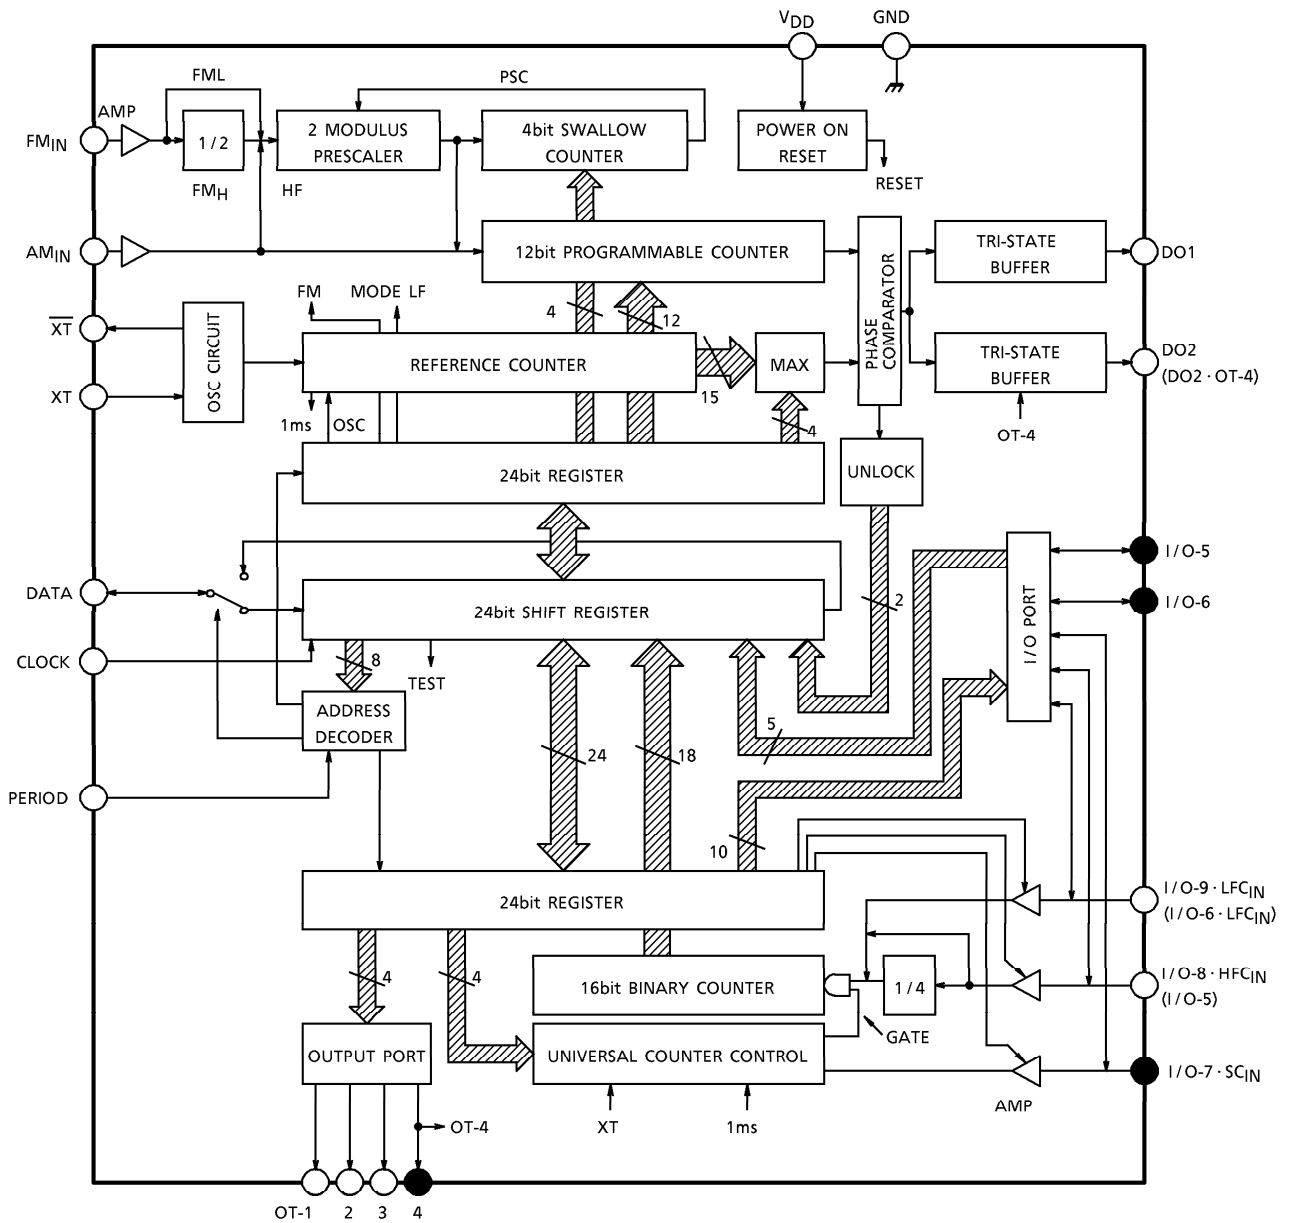 VDD
GND
FML
PSC
AMP
FMIN
1/2
2 MODULUS
PRESCALER
4bit SWALLOW
COUNTER
POWER ON
RESET
FMH
HF
RESET
AMIN
12bit PROGRAMMABLE COUNTER
PHASE
COMPARATOR
TRI-STATE
BUFFER
DO1
FM
MODE LF
4
12
XT
OSC CIRCUIT
REFERENCE COUNTER
15
MAX
TRI-STATE
BUFFER
DO2
(DO2 · OT-4)
XT
1ms
OSC
4
OT-4
24bit REGISTER
UNLOCK
I/O-5
DATA
24bit SHIFT REGISTER
2
I/O PORT
I/O-6
CLOCK
8
TEST
ADDRESS
DECODER
5
24
18
PERIOD
10
24bit REGISTER
I/O-9 · LFCIN
(I/O-6 · LFCIN)
4
4
16bit BINARY COUNTER
1/4
I/O-8 · HFCIN
(I/O-5)
GATE
OUTPUT PORT
UNIVERSAL COUNTER CONTROL
I/O-7 · SCIN
AMP
XT
1ms
OT-4
OT-1
2
3
4